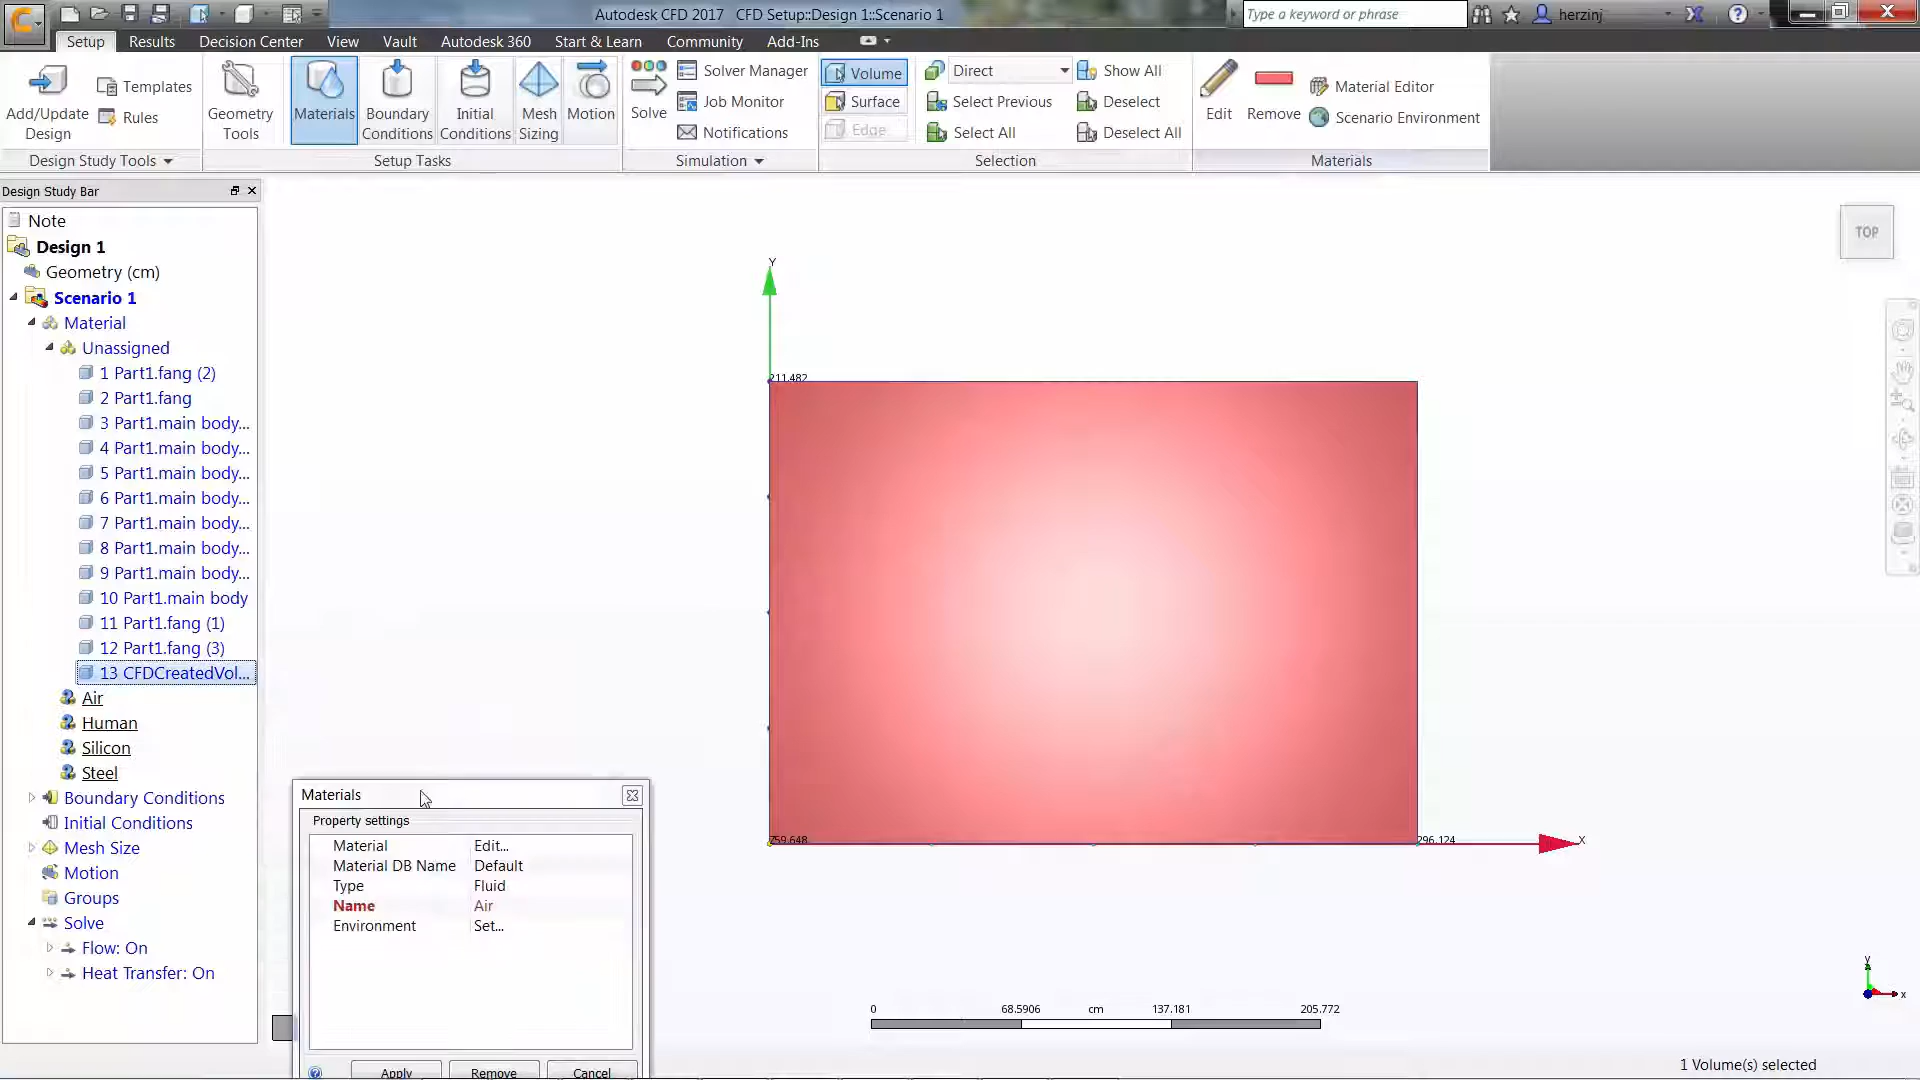 Autodesk CFD 2017 CFD Setup::Design 1::Scenario 1
Type a keyword or phrase
herzinj
Setup Results Decision Center View Vault Autodesk 360 Start & Learn Community Add-Ins
Add/Update Design
Templates
Rules
Design Study Tools
Geometry Tools
Materials
Boundary Conditions
Initial Conditions
Mesh Sizing
Motion
Setup Tasks
Solve
Solver Manager
Job Monitor
Notifications
Simulation
Volume
Surface
Edge
Direct
Select Previous
Select All
Show All
Deselect
Deselect All
Selection
Edit
Remove
Material Editor
Scenario Environment
Materials
Design Study Bar
Note
Design 1
Geometry (cm)
Scenario 1
Material
Unassigned
1 Part1.fang (2)
2 Part1.fang
3 Part1.main body...
4 Part1.main body...
5 Part1.main body...
6 Part1.main body...
7 Part1.main body...
8 Part1.main body...
9 Part1.main body...
10 Part1.main body
11 Part1.fang (1)
12 Part1.fang (3)
13 CFDCreatedVol...
Air
Human
Silicon
Steel
Boundary Conditions
Initial Conditions
Mesh Size
Motion
Groups
Solve
Flow: On
Heat Transfer: On
TOP
Y
211.482
259.648
296.124
X
Materials
Property settings
Material Edit...
Material DB Name Default
Type Fluid
Name Air
Environment Set...
Apply Remove Cancel
0 68.5906 cm 137.181 205.772
y
x
1 Volume(s) selected